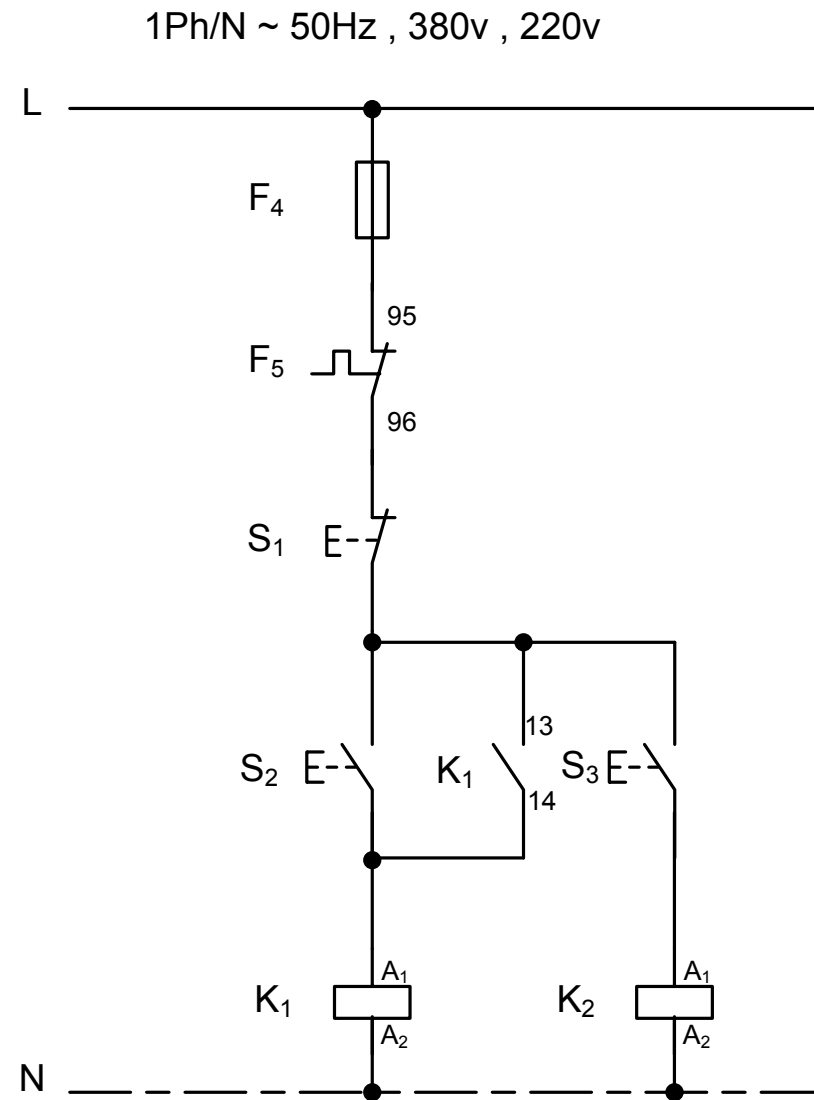 1Ph/N ~ 50Hz , 380v , 220v
L
F₄
95
F₅
96
S₁
13
S₂
K₁
S₃
14
A₁
K₁
A₂
A₁
K₂
A₂
N